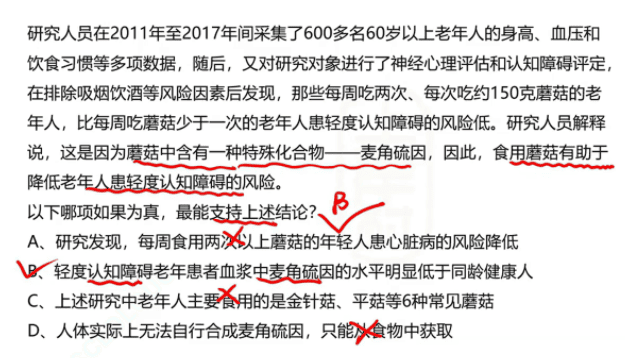 研究人员在2011年至2017年间采集了600多名60岁以上老年人的身高、血压和
饮食习惯等多项数据，随后，又对研究对象进行了神经心理评估和认知障碍评定，
在排除吸烟饮酒等风险因素后发现，那些每周吃两次、每次吃约150克蘑菇的老
年人，比每周吃蘑菇少于一次的老年人患轻度认知障碍的风险低。研究人员解释
说，这是因为蘑菇中含有一种特殊化合物——麦角硫因，因此，食用蘑菇有助于
降低老年人患轻度认知障碍的风险。
以下哪项如果为真，最能支持上述结论？ B
A、研究发现，每周食用两次以上蘑菇的年轻人患心脏病的风险降低
B、轻度认知障碍老年患者血浆中麦角硫因的水平明显低于同龄健康人
C、上述研究中老年人主要食用的是金针菇、平菇等6种常见蘑菇
D、人体实际上无法自行合成麦角硫因，只能从食物中获取